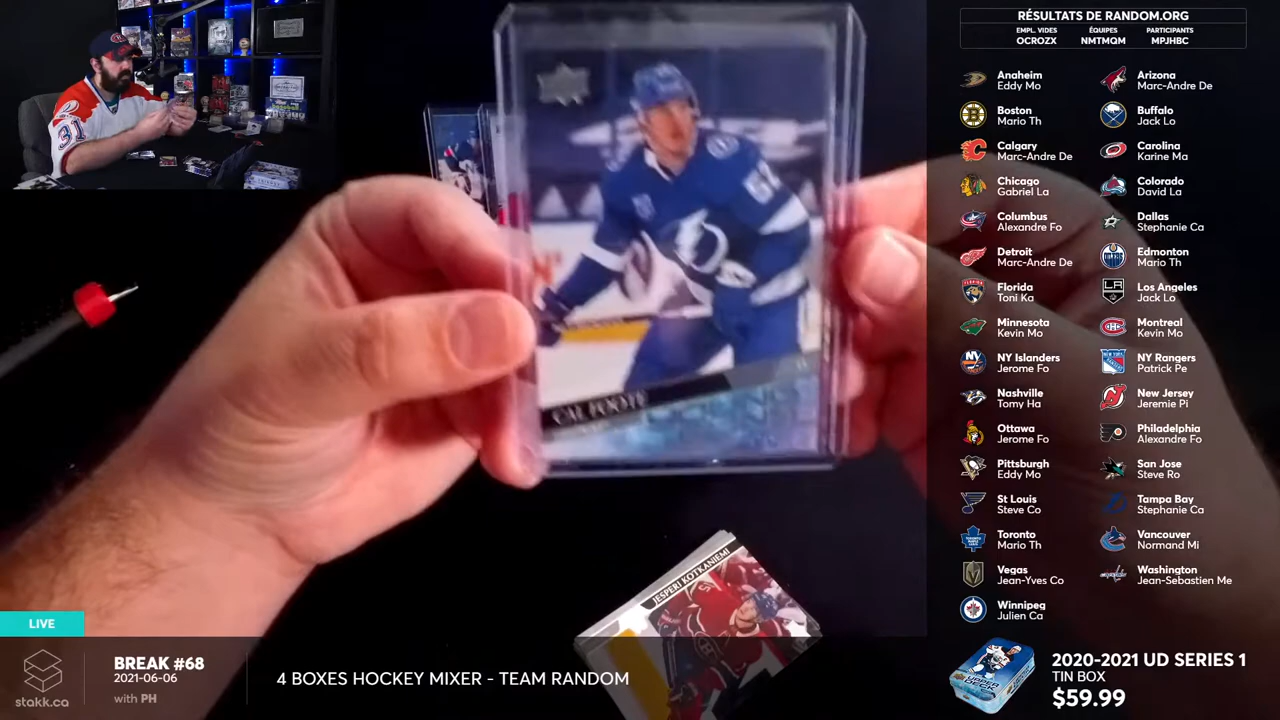 RÉSULTATS DE RANDOM.ORG
EMPL. VIDES ÉQUIPES PARTICIPANTS
OCROZX NMTMQM MPJHBC
Anaheim
Eddy Mo
Arizona
Marc-Andre De
Boston
Mario Th
Buffalo
Jack Lo
Calgary
Marc-Andre De
Carolina
Karine Ma
Chicago
Gabriel La
Colorado
David La
Columbus
Alexandre Fo
Dallas
Stephanie Ca
Detroit
Marc-Andre De
Edmonton
Mario Th
Florida
Toni Ka
Los Angeles
Jack Lo
Minnesota
Kevin Mo
Montreal
Kevin Mo
NY Islanders
Jerome Fo
NY Rangers
Patrick Pe
Nashville
Tomy Ha
New Jersey
Jeremie Pi
Ottawa
Jerome Fo
Philadelphia
Alexandre Fo
Pittsburgh
Eddy Mo
San Jose
Steve Ro
St Louis
Steve Co
Tampa Bay
Stephanie Ca
Toronto
Mario Th
Vancouver
Normand Mi
Vegas
Jean-Yves Co
Washington
Jean-Sebastien Me
Winnipeg
Julien Ca
31
52
CAL FOOTE
JESPERI KOTKANIEMI
LIVE
stakk.ca
BREAK #68
2021-06-06
with PH
4 BOXES HOCKEY MIXER - TEAM RANDOM
2020-2021 UD SERIES 1
TIN BOX
$59.99